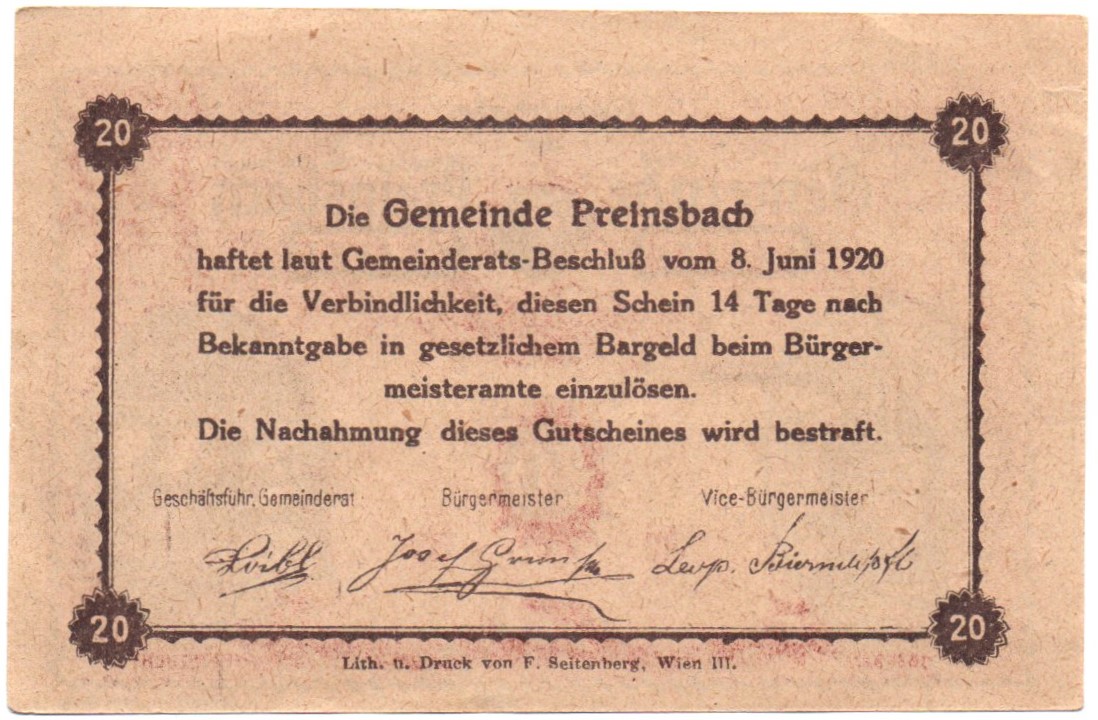 20 20
Die Gemeinde Preinsbach
haftet laut Gemeinderats-Beschluß vom 8. Juni 1920
für die Verbindlichkeit, diesen Schein 14 Tage nach
Bekanntgabe in gesetzlichem Bargeld beim Bürger-
meisteramte einzulösen.
Die Nachahmung dieses Gutscheines wird bestraft.
Geschäftsführ. Gemeinderat Bürgermeister Vice-Bürgermeister
Josef Leop.
20 20
Lith. u. Druck von F. Seitenberg, Wien III.